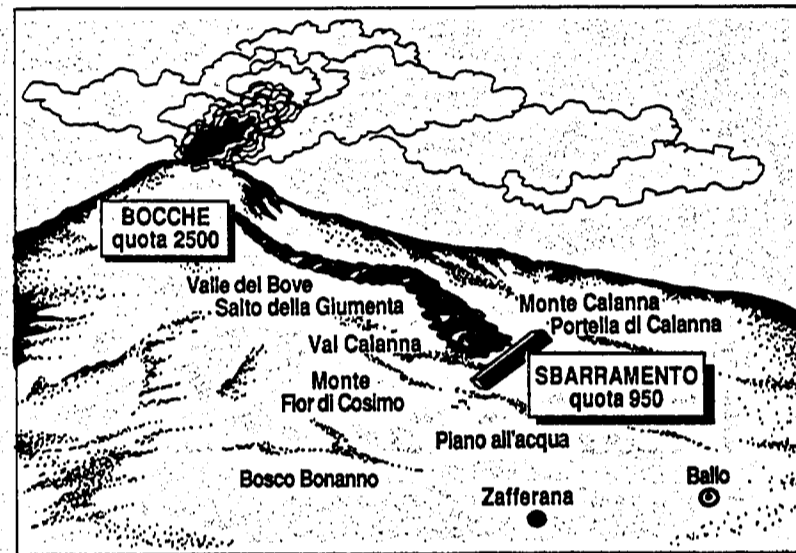 BOCCHE
quota 2500
Valle del Bove
Salto della Giumenta
Monte Calanna
Portella di Calanna
Val Calanna
SBARRAMENTO
quota 950
Monte
Fior di Cosimo
Piano all'acqua
Bosco Bonanno
Ballo
Zafferana